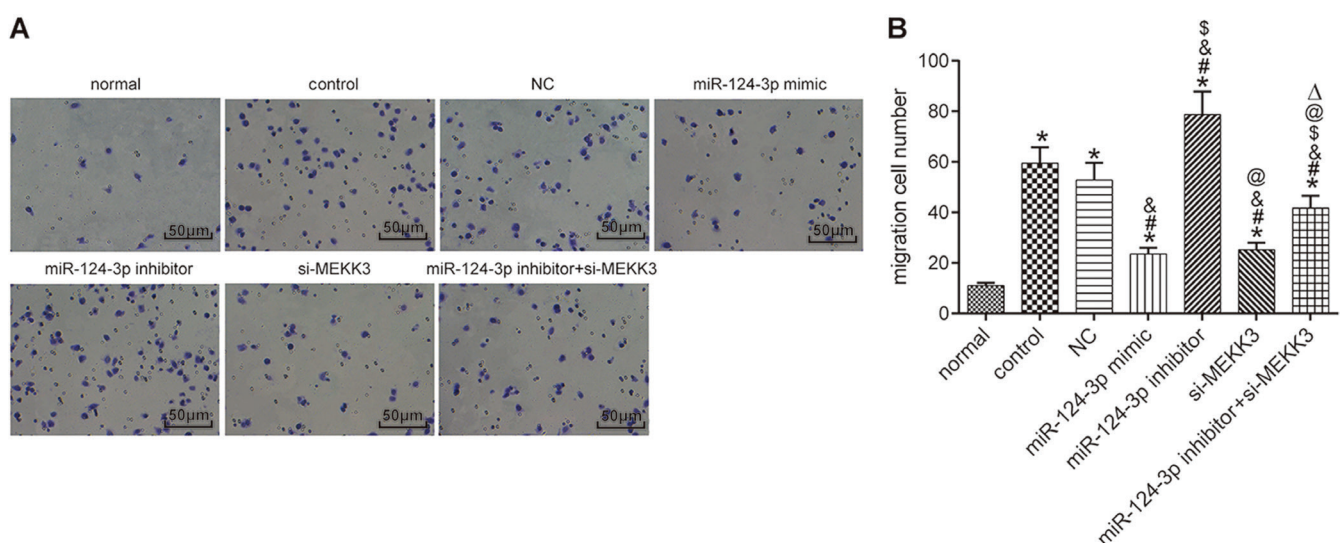 A
normal
control
NC
miR-124-3p mimic
50μm
50μm
50μm
50μm
miR-124-3p inhibitor
si-MEKK3
miR-124-3p inhibitor+si-MEKK3
50μm
50μm
50μm
B
migration cell number
100
80
60
40
20
0
*
*
&
#
*
$
&
#
*
@
&
#
*
Δ
@
$
&
#
*
normal
control
NC
miR-124-3p mimic
miR-124-3p inhibitor
si-MEKK3
miR-124-3p inhibitor+si-MEKK3